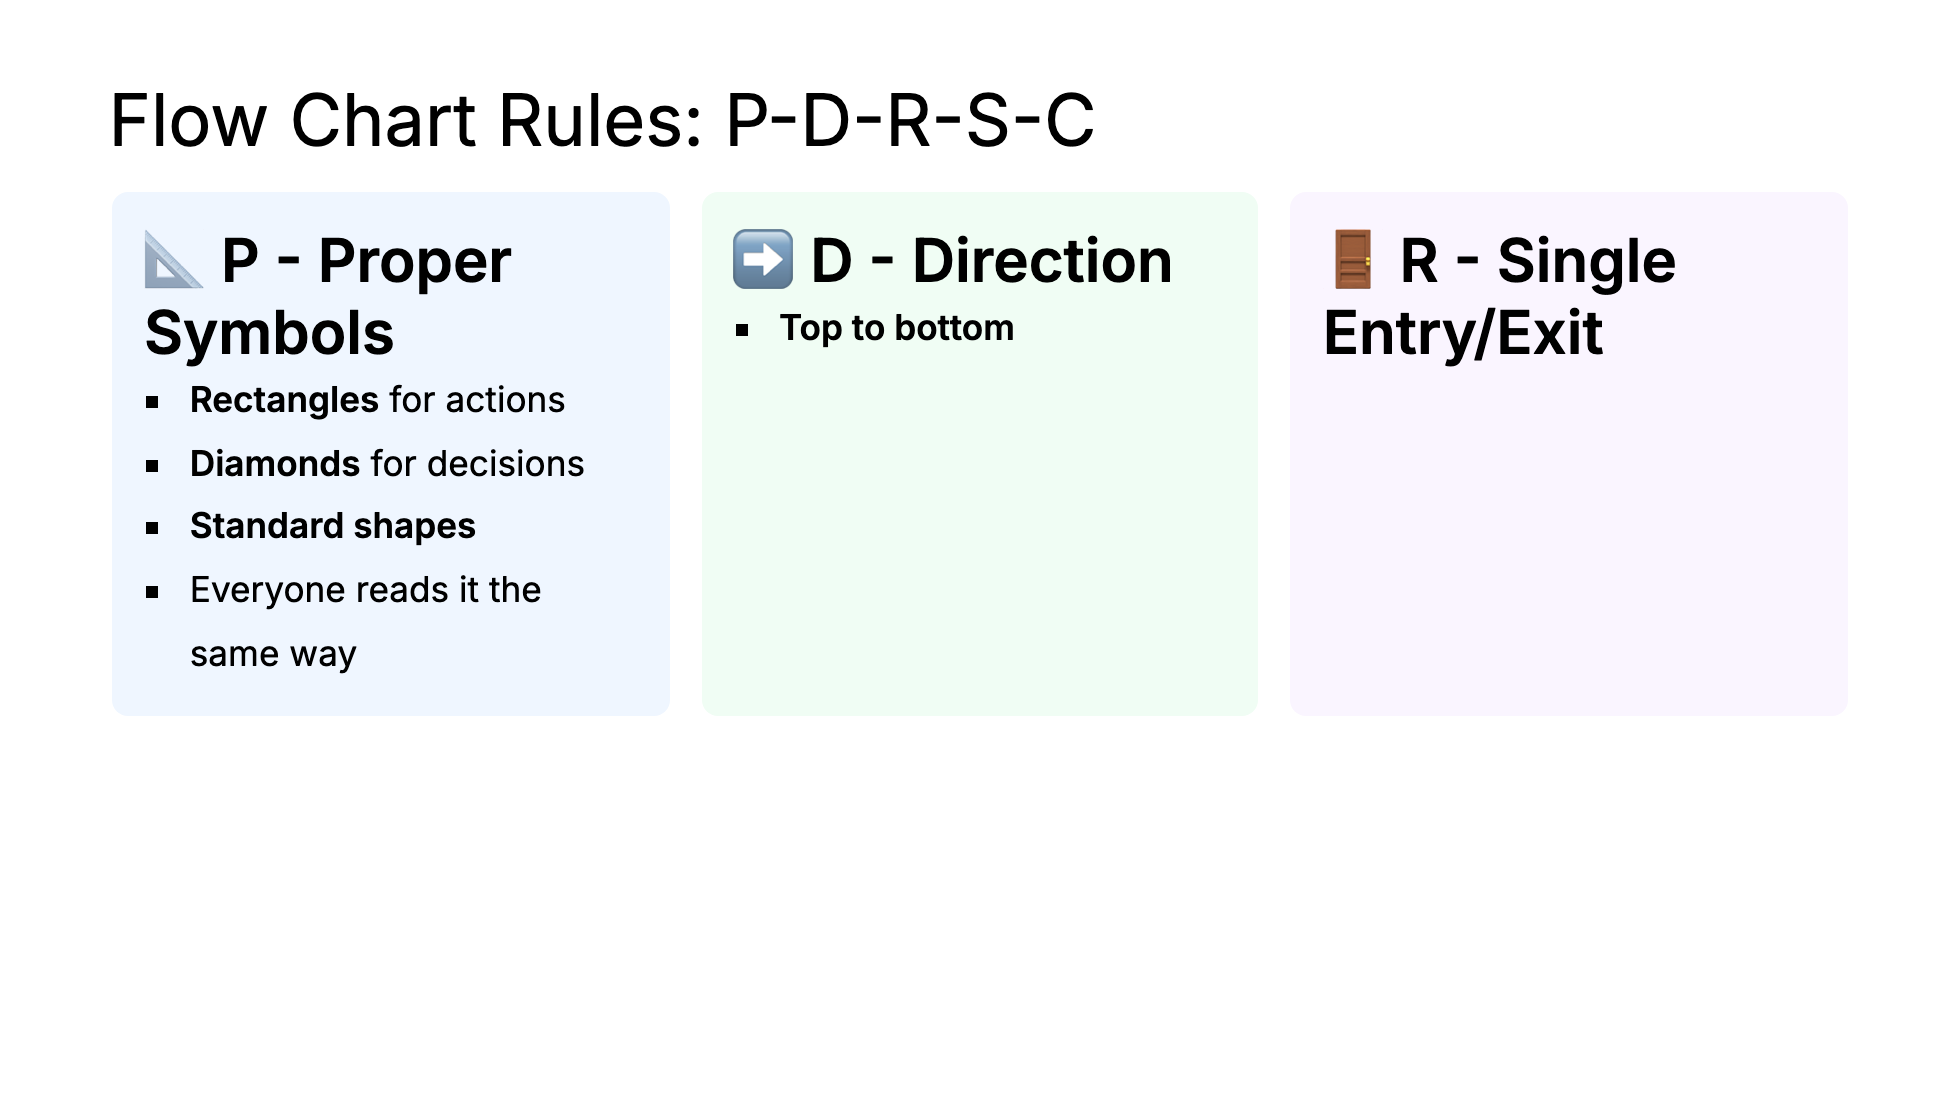 Flow Chart Rules: P-D-R-S-C
📐 P - Proper
Symbols
▪ Rectangles for actions
▪ Diamonds for decisions
▪ Standard shapes
▪ Everyone reads it the
same way
➡️ D - Direction
▪ Top to bottom
🚪 R - Single
Entry/Exit